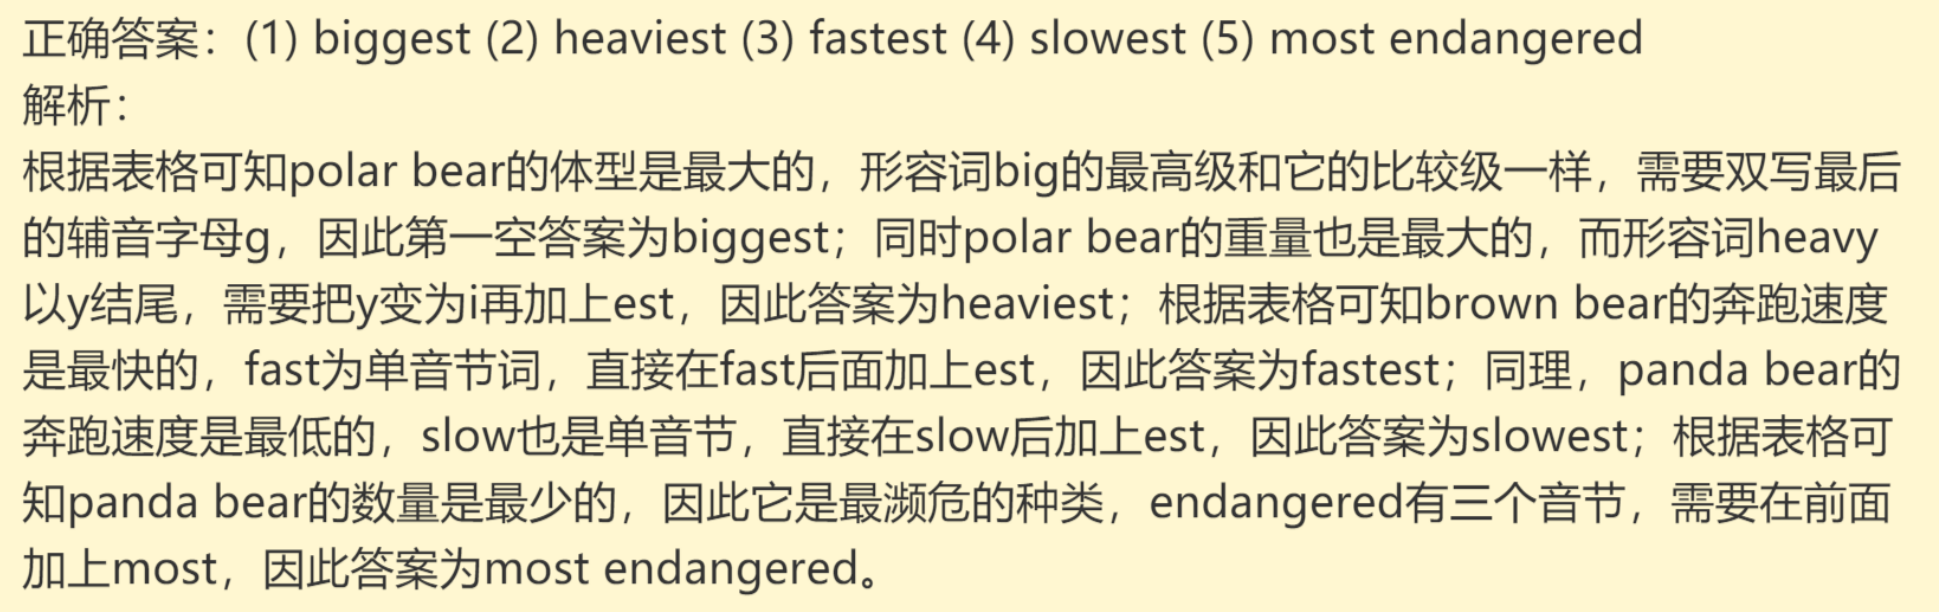 正确答案：(1) biggest (2) heaviest (3) fastest (4) slowest (5) most endangered
解析：
根据表格可知polar bear的体型是最大的，形容词big的最高级和它的比较级一样，需要双写最后
的辅音字母g，因此第一空答案为biggest；同时polar bear的重量也是最大的，而形容词heavy
以y结尾，需要把y变为i再加上est，因此答案为heaviest；根据表格可知brown bear的奔跑速度
是最快的，fast为单音节词，直接在fast后面加上est，因此答案为fastest；同理，panda bear的
奔跑速度是最低的，slow也是单音节，直接在slow后加上est，因此答案为slowest；根据表格可
知panda bear的数量是最少的，因此它是最濒危的种类，endangered有三个音节，需要在前面
加上most，因此答案为most endangered。